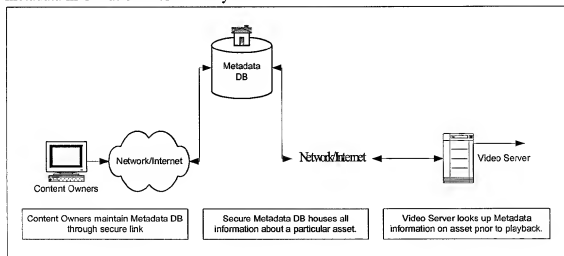 Metadata
DB
Network/Internet
Network/Internet
Video Server
Content Owners
Content Owners maintain Metadata DB
through secure link
Secure Metadata DB houses all
information about a particular asset.
Video Server looks up Metadata
information on asset prior to playback.